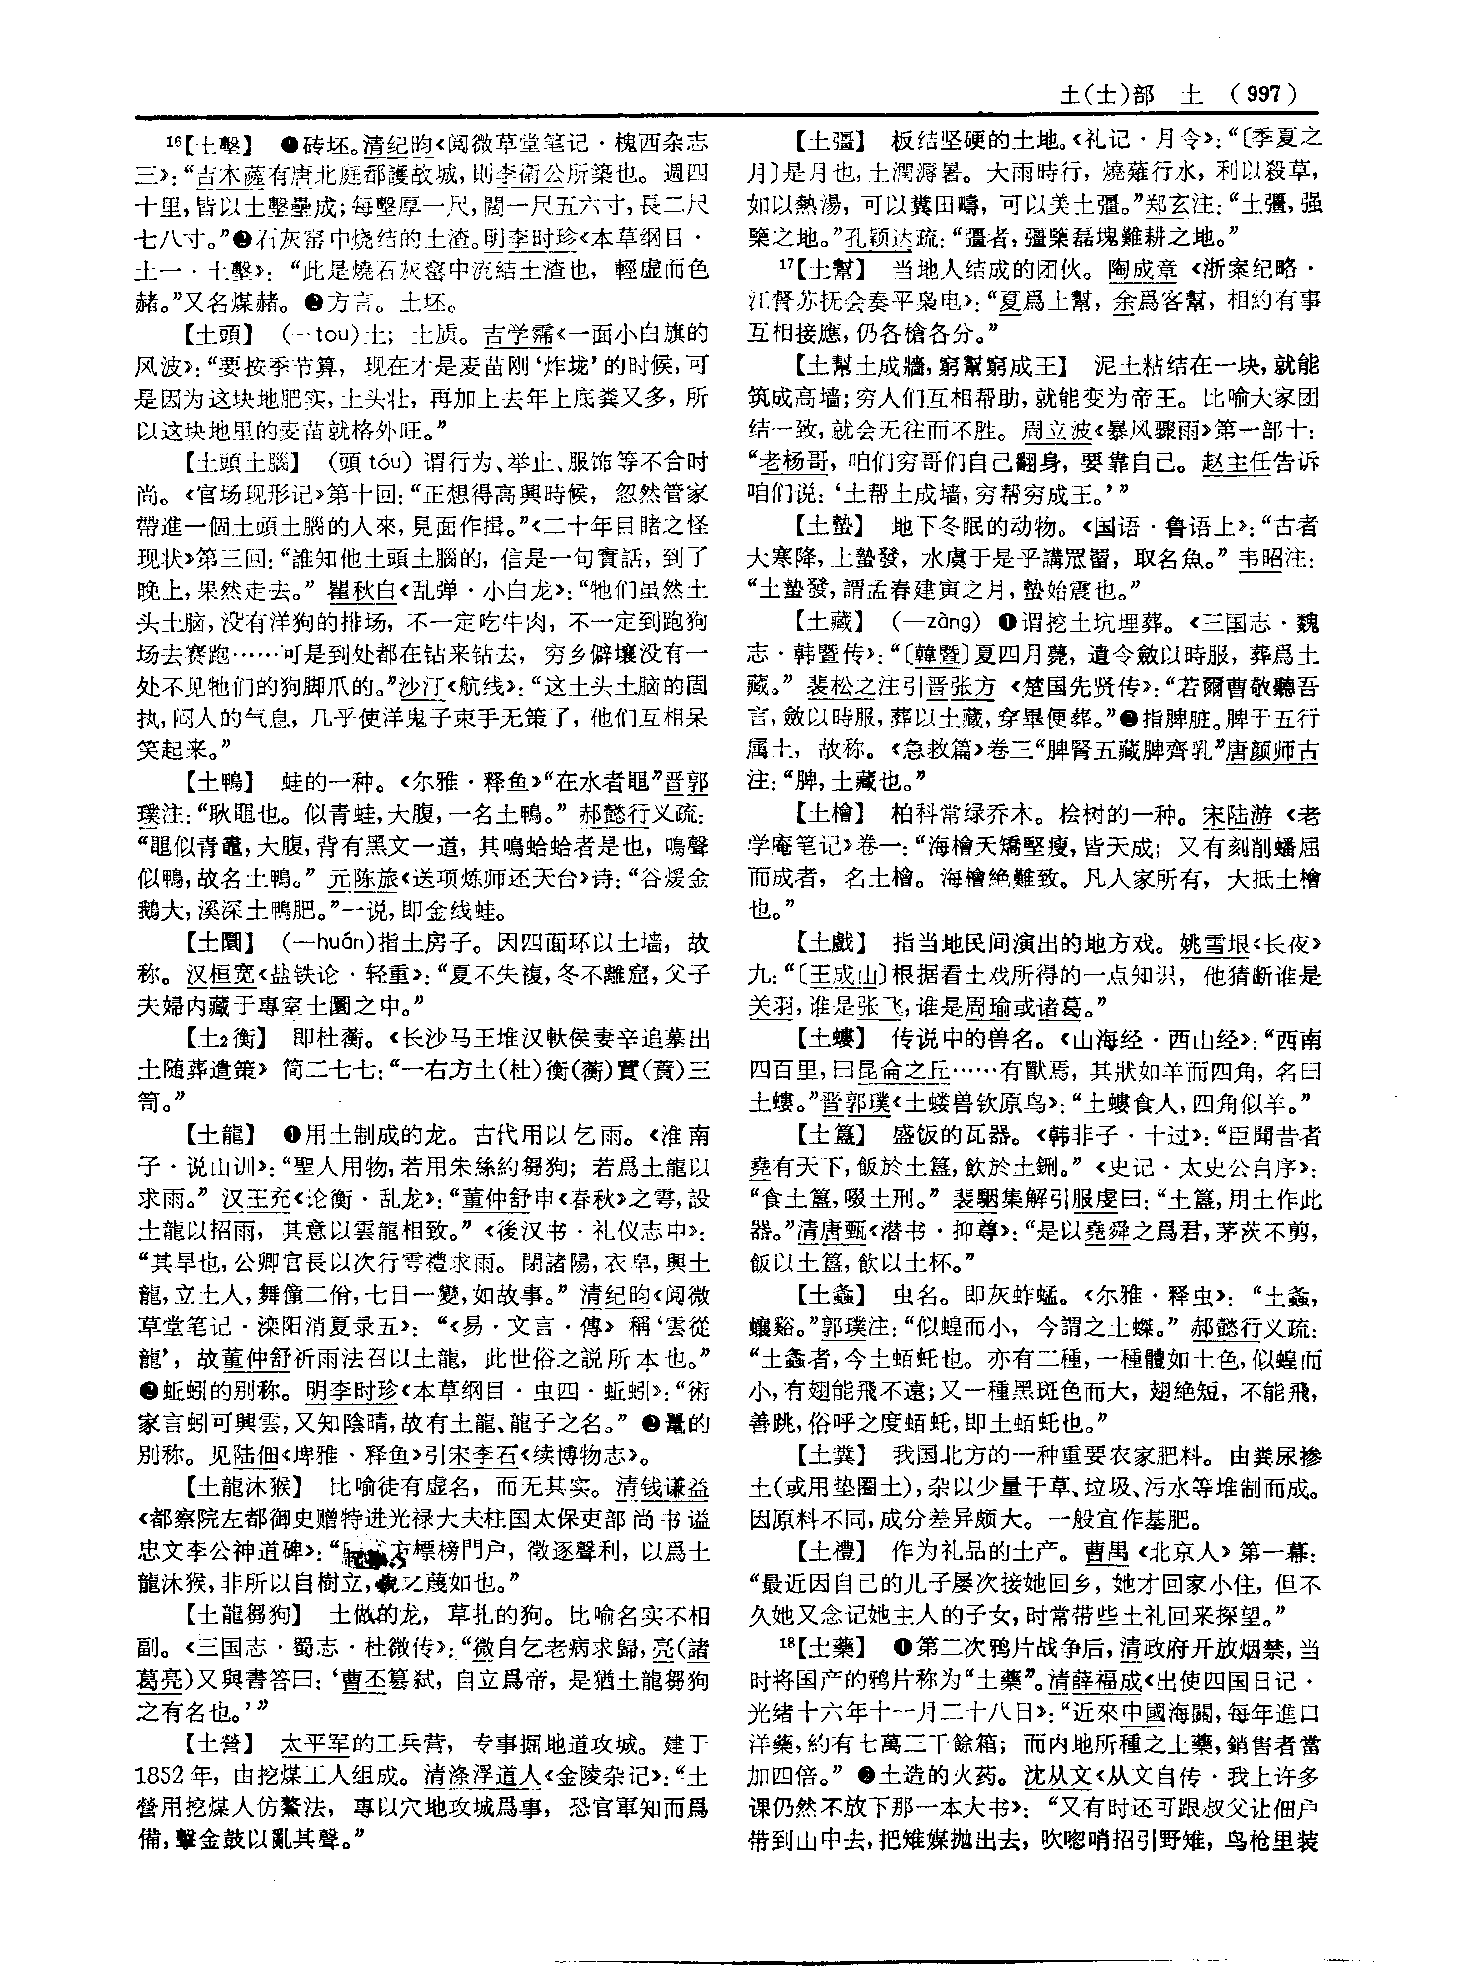 土(士)部　土　(997)
16【土墼】　❶砖坯。清纪昀《阅微草堂笔记·槐西杂志
三》：“吉木薩有唐北庭都護故城，則李衛公所築也。週四
十里，皆以土墼壘成；每墼厚一尺，闊一尺五六寸，長二尺
七八寸。”❷石灰窑中烧结的土渣。明李时珍《本草纲目·
土一·土墼》：“此是燒石灰窰中流結土渣也，輕虛而色
赭。”又名煤赭。❸方言。土坯。
【土頭】　(—tou)土；土质。吉学霈《一面小白旗的
风波》：“要按季节算，现在才是麦苗刚‘炸垅’的时候，可
是因为这块地肥实，土头壮，再加上去年上底粪又多，所
以这块地里的麦苗就格外旺。”
【土頭土腦】　(頭 tóu) 谓行为、举止、服饰等不合时
尚。《官场现形记》第十回：“正想得高興時候，忽然管家
帶進一個土頭土腦的人來，見面作揖。”《二十年目睹之怪
现状》第三回：“誰知他土頭土腦的，信是一句實話，到了
晚上，果然走去。”瞿秋白《乱弹·小白龙》：“牠们虽然土
头土脑，没有洋狗的排场，不一定吃牛肉，不一定到跑狗
场去赛跑……可是到处都在钻来钻去，穷乡僻壤没有一
处不见牠们的狗脚爪的。”沙汀《航线》：“这土头土脑的固
执，闷人的气息，几乎使洋鬼子束手无策了，他们互相呆
笑起来。”
【土鴨】　蛙的一种。《尔雅·释鱼》“在水者黽”晋郭
璞注：“耿黽也。似青蛙，大腹，一名土鴨。”郝懿行义疏：
“黽似青鼃，大腹，背有黑文一道，其鳴蛤蛤者是也，鳴聲
似鴨，故名土鴨。”元陈旅《送项炼师还天台》诗：“谷煖金
鵝大，溪深土鴨肥。”一说，即金线蛙。
【土圜】　(—huán)指土房子。因四面环以土墙，故
称。汉桓宽《盐铁论·轻重》：“夏不失複，冬不離窟，父子
夫婦内藏于專室土圜之中。”
【土2衡】　即杜蘅。《长沙马王堆汉軑侯妻辛追墓出
土随葬遣策》简二七七：“一右方土(杜)衡(蘅)賁(蕡)三
笥。”
【土龍】　❶用土制成的龙。古代用以乞雨。《淮南
子·说山训》：“聖人用物，若用朱絲約芻狗；若爲土龍以
求雨。”汉王充《论衡·乱龙》：“董仲舒申《春秋》之雩，設
土龍以招雨，其意以雲龍相致。”《後汉书·礼仪志中》：
“其旱也，公卿官長以次行雩禮求雨。閉諸陽，衣皁，興土
龍，立土人，舞僮二佾，七日一變，如故事。”清纪昀《阅微
草堂笔记·滦阳消夏录五》：“《易·文言·傳》稱‘雲從
龍’，故董仲舒祈雨法召以土龍，此世俗之説所本也。”
❷蚯蚓的别称。明李时珍《本草纲目·虫四·蚯蚓》：“術
家言蚓可興雲，又知陰晴，故有土龍、龍子之名。”❸鼍的
别称。见陆佃《埤雅·释鱼》引宋李石《续博物志》。
【土龍沐猴】　比喻徒有虚名，而无其实。清钱谦益
《都察院左都御史赠特进光禄大夫柱国太保吏部尚书谥
忠文李公神道碑》：“方標榜門户，徵逐聲利，以爲土
龍沐猴，非所以自樹立，之蔑如也。”
【土龍芻狗】　土做的龙，草扎的狗。比喻名实不相
副。《三国志·蜀志·杜微传》：“微自乞老病求歸，亮(諸
葛亮)又與書答曰：‘曹丕篡弑，自立爲帝，是猶土龍芻狗
之有名也。’”
【土營】　太平军的工兵营，专事掘地道攻城。建于
1852年，由挖煤工人组成。清涤浮道人《金陵杂记》：“土
營用挖煤人仿鰲法，專以穴地攻城爲事，恐官軍知而爲
備，擊金鼓以亂其聲。”
【土彊】　板结坚硬的土地。《礼记·月令》：“〔季夏之
月〕是月也，土潤溽暑。大雨時行，燒薙行水，利以殺草，
如以熱湯，可以糞田疇，可以美土彊。”郑玄注：“土彊，强
㯺之地。”孔颖达疏：“彊者，彊㯺磊塊難耕之地。”
17【土幫】　当地人结成的团伙。陶成章《浙案纪略·
江督苏抚会奏平枭电》：“夏爲土幫，余爲客幫，相約有事
互相接應，仍各槍各分。”
【土幫土成牆，窮幫窮成王】　泥土粘结在一块，就能
筑成高墙；穷人们互相帮助，就能变为帝王。比喻大家团
结一致，就会无往而不胜。周立波《暴风骤雨》第一部十：
“老杨哥，咱们穷哥们自己翻身，要靠自己。赵主任告诉
咱们说：‘土帮土成墙，穷帮穷成王。’”
【土蟄】　地下冬眠的动物。《国语·鲁语上》：“古者
大寒降，土蟄發，水虞于是乎講罛罶，取名魚。”韦昭注：
“土蟄發，謂孟春建寅之月，蟄始震也。”
【土藏】　(—zàng) ❶谓挖土坑埋葬。《三国志·魏
志·韩暨传》：“〔韓暨〕夏四月薨，遺令斂以時服，葬爲土
藏。”裴松之注引晋张方《楚国先贤传》：“若爾曹敬聽吾
言，斂以時服，葬以土藏，穿畢便葬。”❷指脾脏。脾于五行
属土，故称。《急救篇》卷三“脾腎五藏脾齊乳”唐颜师古
注：“脾，土藏也。”
【土檜】　柏科常绿乔木。桧树的一种。宋陆游《老
学庵笔记》卷一：“海檜夭矯堅瘦，皆天成；又有刻削蟠屈
而成者，名土檜。海檜絶難致。凡人家所有，大抵土檜
也。”
【土戲】　指当地民间演出的地方戏。姚雪垠《长夜》
九：“〔王成山〕根据看土戏所得的一点知识，他猜断谁是
关羽，谁是张飞，谁是周瑜或诸葛。”
【土螻】　传说中的兽名。《山海经·西山经》：“西南
四百里，曰昆侖之丘……有獸焉，其狀如羊而四角，名曰
土螻。”晋郭璞《土蝼兽钦原鸟》：“土螻食人，四角似羊。”
【土簋】　盛饭的瓦器。《韩非子·十过》：“臣聞昔者
堯有天下，飯於土簋，飲於土鉶。”《史记·太史公自序》：
“食土簋，啜土刑。”裴駰集解引服虔曰：“土簋，用土作此
器。”清唐甄《潜书·抑尊》：“是以堯舜之爲君，茅茨不剪，
飯以土簋，飲以土杯。”
【土螽】　虫名。即灰蚱蜢。《尔雅·释虫》：“土螽，
蠰谿。”郭璞注：“似蝗而小，今謂之土䗪。”郝懿行义疏：
“土螽者，今土蛨蚝也。亦有二種，一種體如土色，似蝗而
小，有翅能飛不遠；又一種黑斑色而大，翅絶短，不能飛，
善跳，俗呼之度蛨蚝，即土蛨蚝也。”
【土糞】　我国北方的一种重要农家肥料。由粪尿掺
土(或用垫圈土)，杂以少量干草、垃圾、污水等堆制而成。
因原料不同，成分差异颇大。一般宜作基肥。
【土禮】　作为礼品的土产。曹禺《北京人》第一幕：
“最近因自己的儿子屡次接她回乡，她才回家小住，但不
久她又念记她主人的子女，时常带些土礼回来探望。”
18【土藥】　❶第二次鸦片战争后，清政府开放烟禁，当
时将国产的鸦片称为“土藥”。清薛福成《出使四国日记·
光绪十六年十一月二十八日》：“近來中國海關，每年進口
洋藥，約有七萬二千餘箱；而内地所種之土藥，銷售者當
加四倍。”❷土造的火药。沈从文《从文自传·我上许多
课仍然不放下那一本大书》：“又有时还可跟叔父让佃户
带到山中去，把雉媒抛出去，吹唿哨招引野雉，鸟枪里装